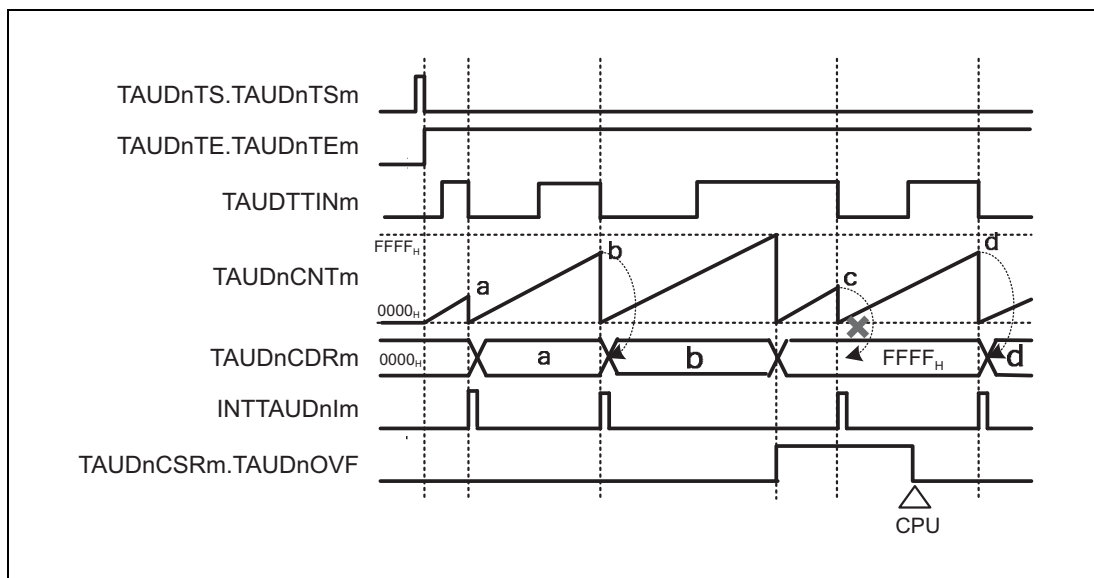 TAUDnTS.TAUDnTSm
TAUDnTE.TAUDnTEm
TAUDTTINm
FFFFH
TAUDnCNTm
0000H
a
b
c
d
TAUDnCDRm
0000H
a
b
FFFFH
d
INTTAUDnIm
TAUDnCSRm.TAUDnOVF
CPU